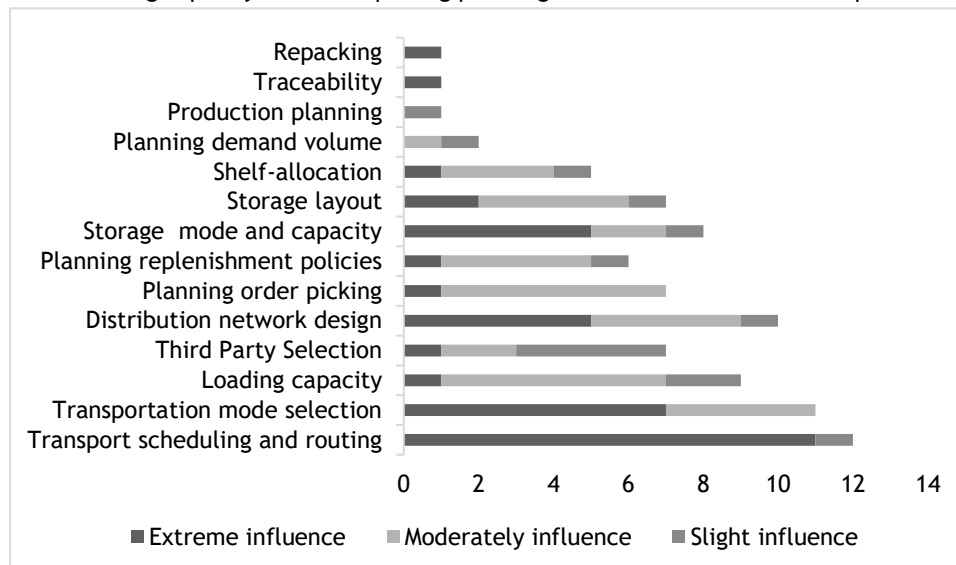 Repacking
Traceability
Production planning
Planning demand volume
Shelf-allocation
Storage layout
Storage  mode and capacity
Planning replenishment policies
Planning order picking
Distribution network design
Third Party Selection
Loading capacity
Transportation mode selection
Transport scheduling and routing
0 2 4 6 8 10 12 14
Extreme influence Moderately influence Slight influence